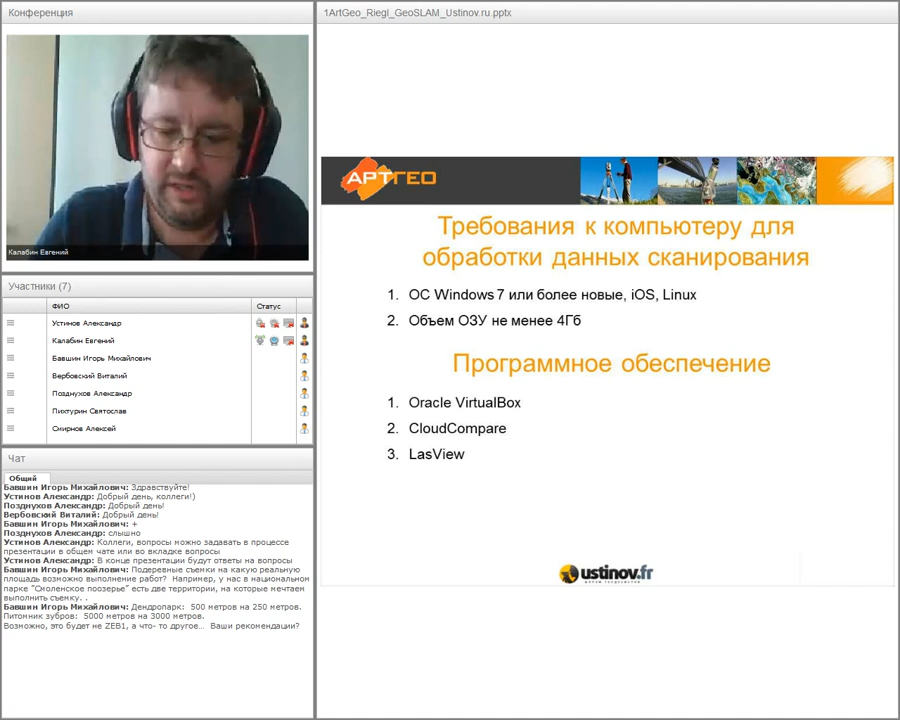 Конференция
Калабин Евгений
Участники (7)
ФИО Статус
Устинов Александр
Калабин Евгений
Бавшин Игорь Михайлович
Вербовский Виталий
Позднухов Александр
Пихтурин Святослав
Смирнов Алексей
Чат
Общий
Бавшин Игорь Михайлович: Здравствуйте!
Устинов Александр: Добрый день, коллеги!)
Позднухов Александр: Добрый день!
Вербовский Виталий: Добрый день!
Бавшин Игорь Михайлович: +
Позднухов Александр: слышно
Устинов Александр: Коллеги, вопросы можно задавать в процессе
презентации в общем чате или во вкладке вопросы
Устинов Александр: В конце презентации будут ответы на вопросы
Бавшин Игорь Михайлович: Подеревные съемки на какую реальную
площадь возможно выполнение работ? Например, у нас в национальном
парке "Смоленское поозерье" есть две территории, на которые мечтаем
выполнить съемку. .
Бавшин Игорь Михайлович: Дендропарк: 500 метров на 250 метров.
Питомник зубров: 5000 метров на 3000 метров.
Возможно, это будет не ZEB1, а что- то другое... Ваши рекомендации?
1ArtGeo_Riegl_GeoSLAM_Ustinov.ru.pptx
АРТГЕО
Требования к компьютеру для
обработки данных сканирования
1. ОС Windows 7 или более новые, iOS, Linux
2. Объем ОЗУ не менее 4Гб
Программное обеспечение
1. Oracle VirtualBox
2. CloudCompare
3. LasView
ustinov.fr